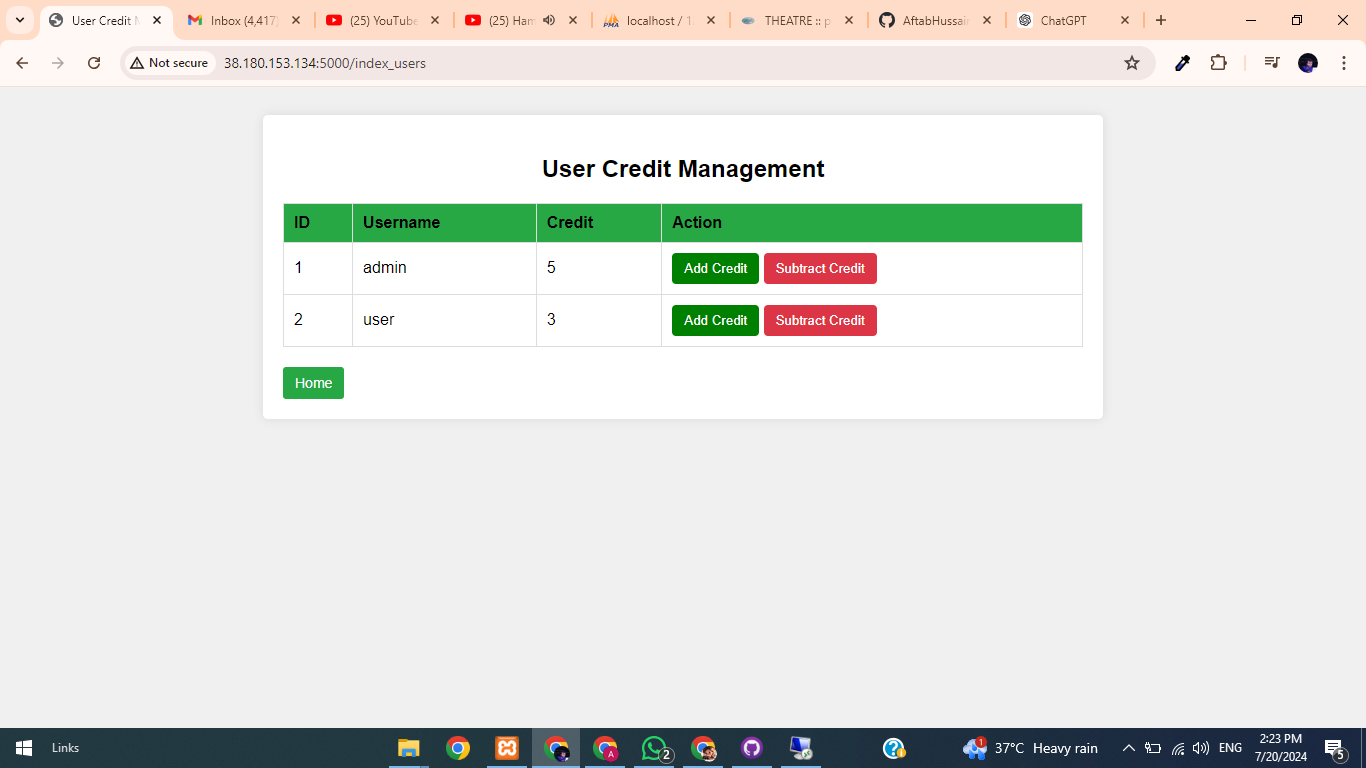 User Credit M
Inbox (4,417)
(25) YouTube
(25) Ham
localhost / 1
THEATRE :: p
AftabHussai
ChatGPT
Not secure
38.180.153.134:5000/index_users
User Credit Management
ID Username Credit Action
1 admin 5 Add Credit Subtract Credit
2 user 3 Add Credit Subtract Credit
Home
Links
A
2
1
37°C Heavy rain
ENG
2:23 PM
7/20/2024
5